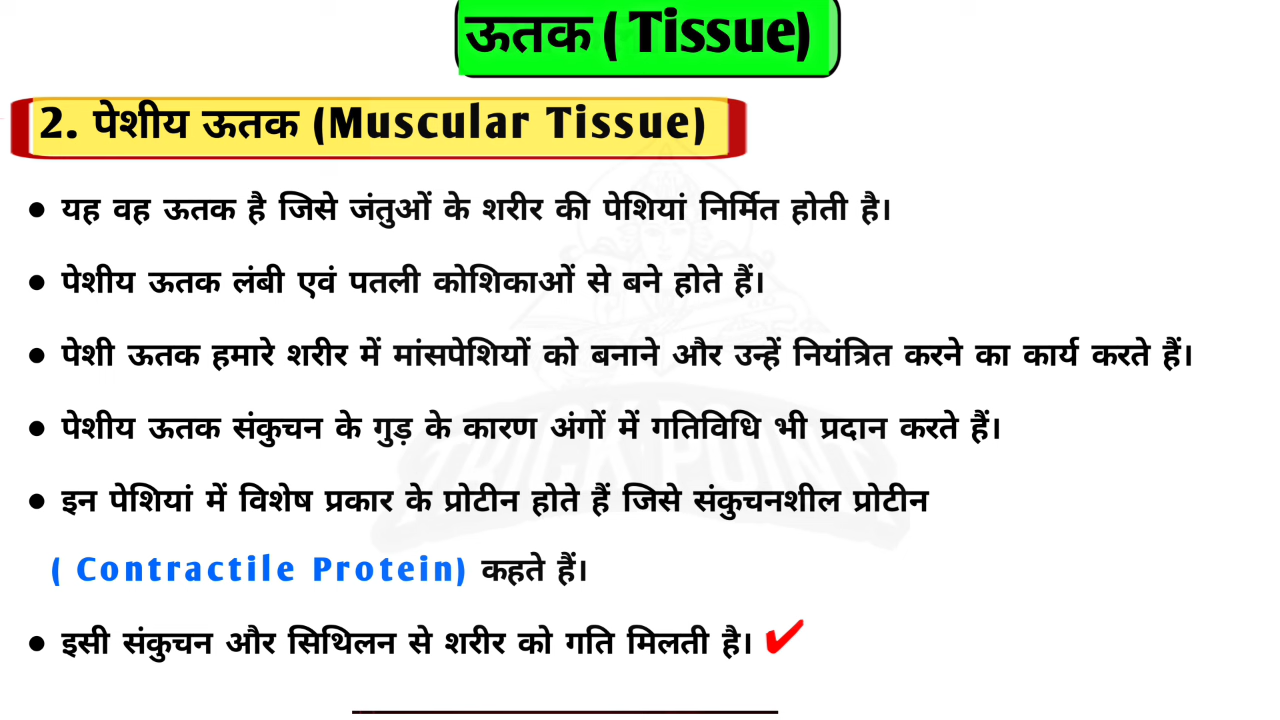 ऊतक ( Tissue)
2. पेशीय ऊतक (Muscular Tissue)
• यह वह ऊतक है जिसे जंतुओं के शरीर की पेशियां निर्मित होती है।
• पेशीय ऊतक लंबी एवं पतली कोशिकाओं से बने होते हैं।
• पेशी ऊतक हमारे शरीर में मांसपेशियों को बनाने और उन्हें नियंत्रित करने का कार्य करते हैं।
• पेशीय ऊतक संकुचन के गुड़ के कारण अंगों में गतिविधि भी प्रदान करते हैं।
• इन पेशियां में विशेष प्रकार के प्रोटीन होते हैं जिसे संकुचनशील प्रोटीन
( Contractile Protein) कहते हैं।
• इसी संकुचन और सिथिलन से शरीर को गति मिलती है। ✔
TRICK POINT